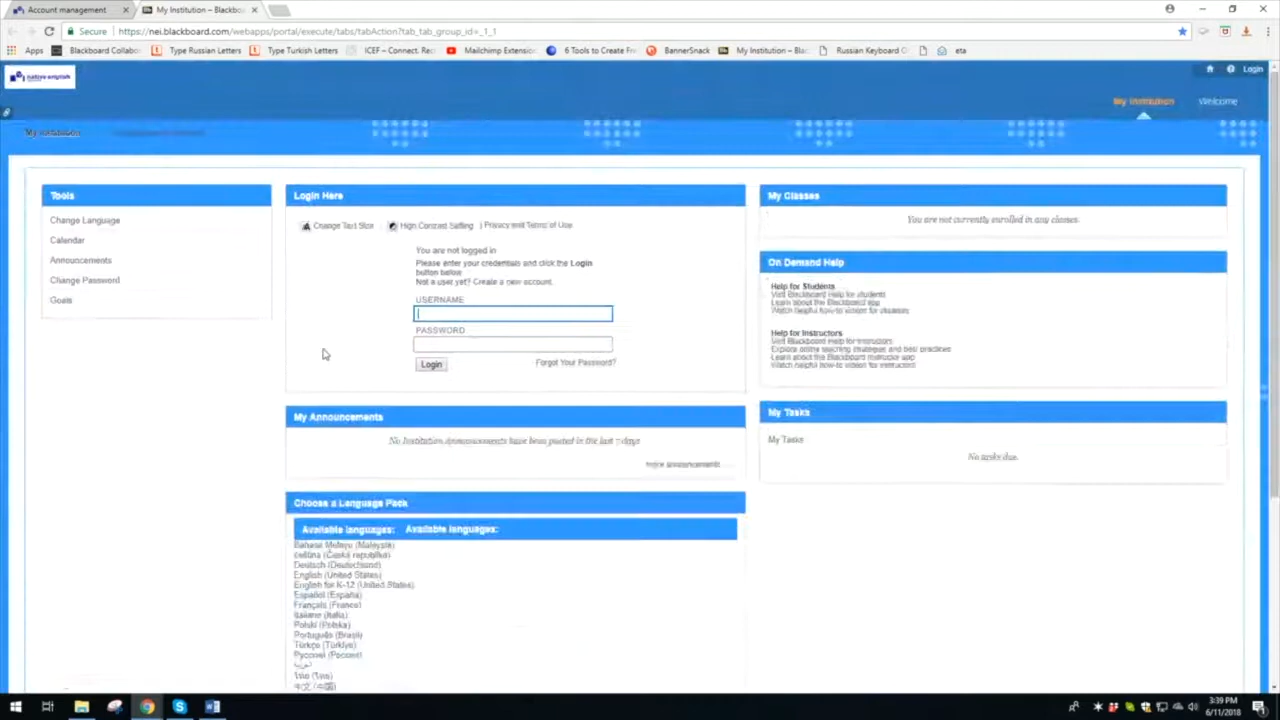 Account management
My Institution – Blackboa
Secure
https://nei.blackboard.com/webapps/portal/execute/tabs/tabAction?tab_tab_group_id=_1_1
Apps
Blackboard Collabo
Type Russian Letters
Type Turkish Letters
ICEF – Connect. Re
Mailchimp Extension
6 Tools to Create Fr
BannerSnack
My Institution – Blac
Russian Keyboard C
eta
native english
Login
My Institution
Welcome
My Institution
Tools
Change Language
Calendar
Announcements
Change Password
Goals
Login Here
Change Text Size
High Contrast Setting
Privacy and Terms of Use
You are not logged in
Please enter your credentials and click the Login
button below
Not a user yet? Create a new account.
USERNAME
PASSWORD
Login
Forgot Your Password?
My Announcements
No Institution Announcements have been posted in the last 7 days.
more announcements...
Choose a Language Pack
Available languages: Available languages:
Bahasa Melayu (Malaysia)
Čeština (Česká republika)
Deutsch (Deutschland)
English (United States)
English for K-12 (United States)
Español (España)
Français (France)
Italiano (Italia)
Polski (Polska)
Português (Brasil)
Türkçe (Türkiye)
Русский (Россия)
My Classes
You are not currently enrolled in any classes.
On Demand Help
Help for Students
Visit Blackboard Help for students
Learn about the Blackboard app
Watch helpful how-to videos for students
Help for Instructors
Visit Blackboard Help for instructors
Explore online teaching strategies and best practices
Learn about the Blackboard Instructor app
Watch helpful how-to videos for instructors
My Tasks
My Tasks
No tasks due.
3:39 PM
6/11/2018